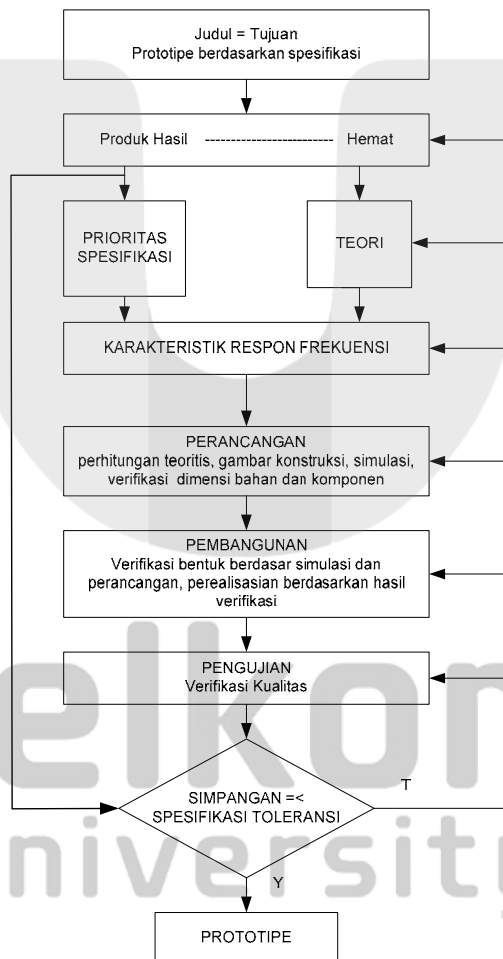 Judul = Tujuan
Prototipe berdasarkan spesifikasi
Produk Hasil ------------------------- Hemat
PRIORITAS
SPESIFIKASI
TEORI
KARAKTERISTIK RESPON FREKUENSI
PERANCANGAN
perhitungan teoritis, gambar konstruksi, simulasi,
verifikasi dimensi bahan dan komponen
PEMBANGUNAN
Verifikasi bentuk berdasar simulasi dan
perancangan, perealisasian berdasarkan hasil
verifikasi
PENGUJIAN
Verifikasi Kualitas
SIMPANGAN =<
SPESIFIKASI TOLERANSI
T
Y
PROTOTIPE
elkon
niversity